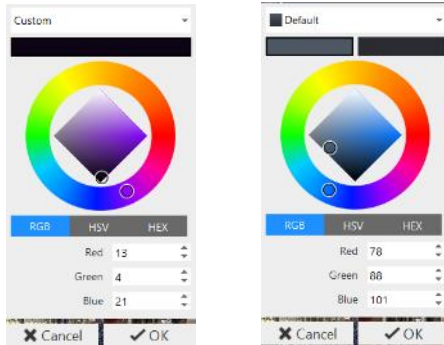 Custom
RGB HSV HEX
Red 13
Green 4
Blue 21
Cancel OK
Default
RGB HSV HEX
Red 78
Green 88
Blue 101
Cancel OK